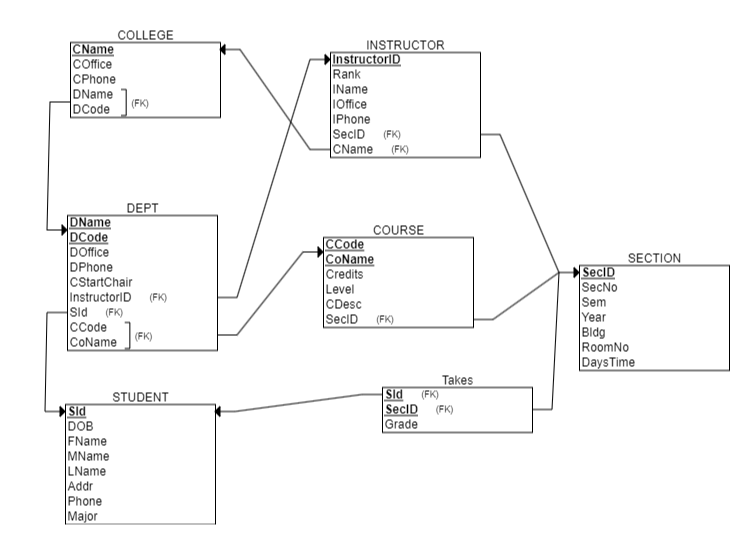 COLLEGE
CName
COffice
CPhone
DName
DCode
(FK)
INSTRUCTOR
InstructorID
Rank
IName
IOffice
IPhone
SecID (FK)
CName (FK)
DEPT
DName
DCode
DOffice
DPhone
CStartChair
InstructorID (FK)
SId (FK)
CCode
CoName
(FK)
COURSE
CCode
CoName
Credits
Level
CDesc
SecID (FK)
SECTION
SecID
SecNo
Sem
Year
Bldg
RoomNo
DaysTime
STUDENT
SId
DOB
FName
MName
LName
Addr
Phone
Major
Takes
SId (FK)
SecID (FK)
Grade